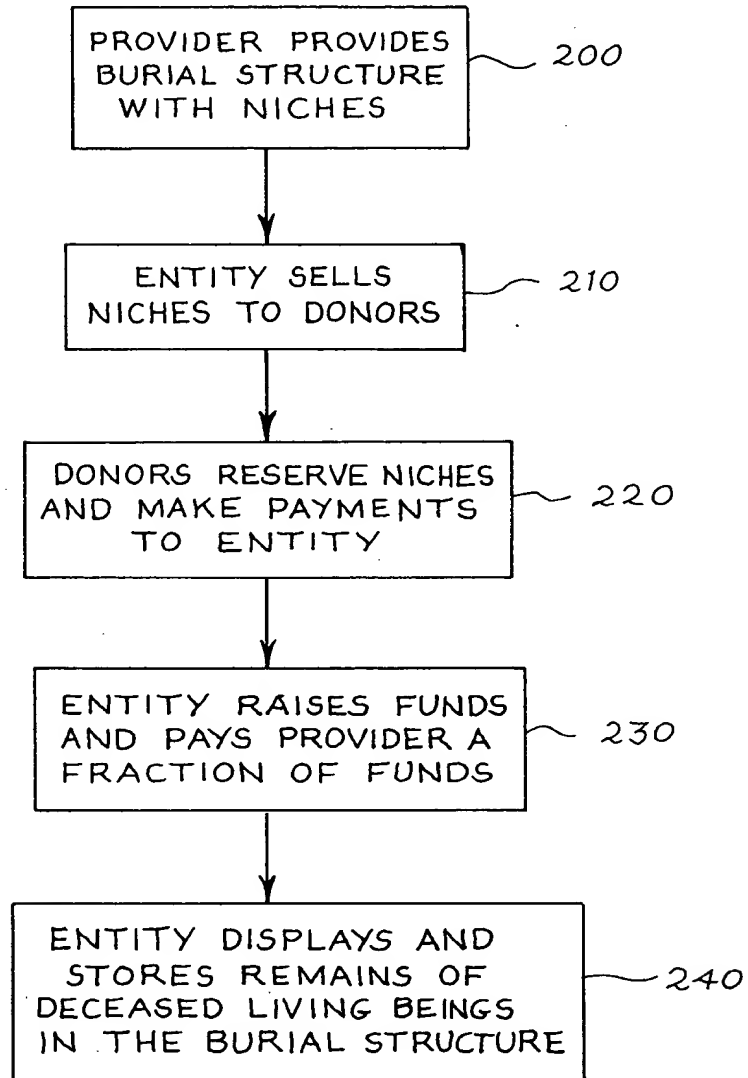 PROVIDER PROVIDES
BURIAL STRUCTURE
WITH NICHES
200
ENTITY SELLS
NICHES TO DONORS
210
DONORS RESERVE NICHES
AND MAKE PAYMENTS
TO ENTITY
220
ENTITY RAISES FUNDS
AND PAYS PROVIDER A
FRACTION OF FUNDS
230
ENTITY DISPLAYS AND
STORES REMAINS OF
DECEASED LIVING BEINGS
IN THE BURIAL STRUCTURE
240